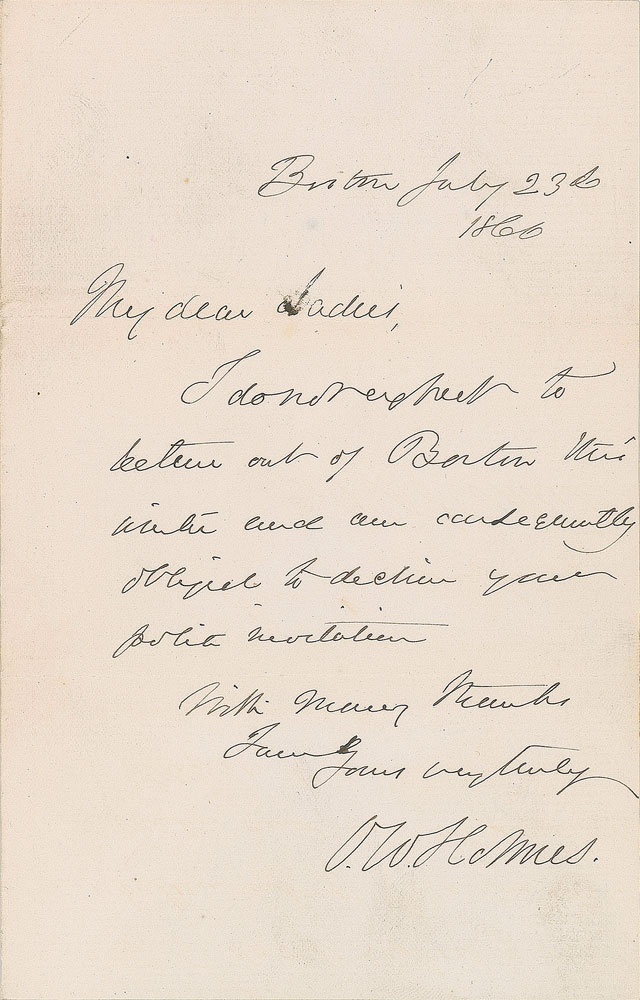 Boston July 23d
1866
My dear Ladies,
I do not expect to
lecture out of Boston this
winter and am consequently
obliged to decline your
polite invitation
With many thanks
I am
Yours very truly
O. W. Holmes.